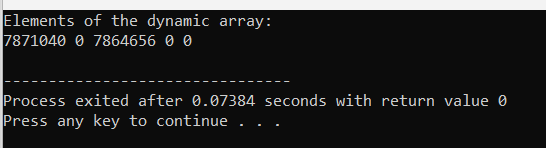 Elements of the dynamic array:
7871040 0 7864656 0 0
--------------------------------
Process exited after 0.07384 seconds with return value 0
Press any key to continue . . .